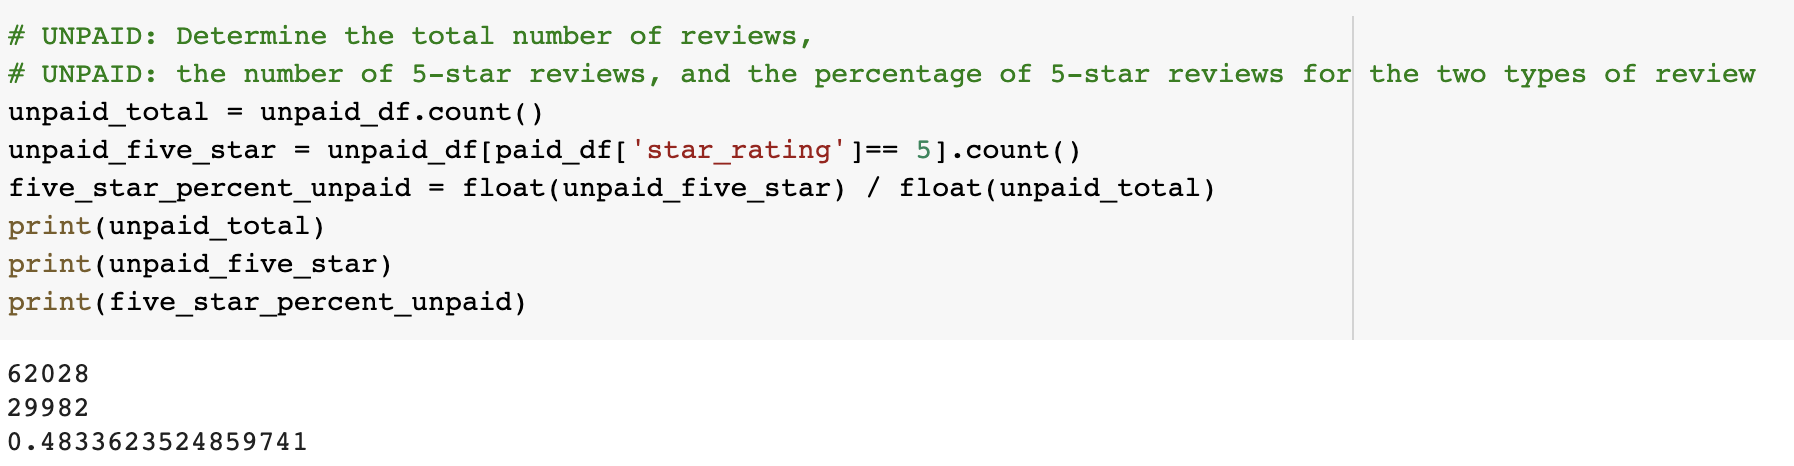 # UNPAID: Determine the total number of reviews,
# UNPAID: the number of 5-star reviews, and the percentage of 5-star reviews for the two types of review
unpaid_total = unpaid_df.count()
unpaid_five_star = unpaid_df[paid_df['star_rating']== 5].count()
five_star_percent_unpaid = float(unpaid_five_star) / float(unpaid_total)
print(unpaid_total)
print(unpaid_five_star)
print(five_star_percent_unpaid)
62028
29982
0.4833623524859741